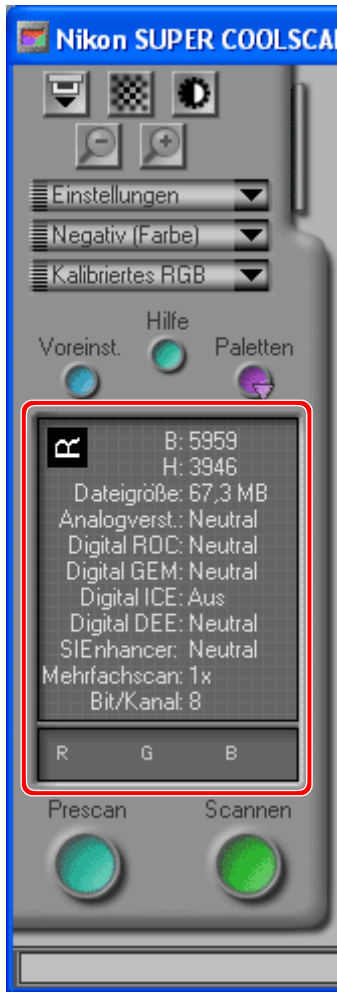 Nikon SUPER COOLSCA
Einstellungen
Negativ (Farbe)
Kalibriertes RGB
Hilfe
Voreinst. Paletten
R
B: 5959
H: 3946
Dateigröße: 67,3 MB
Analogverst.: Neutral
Digital ROC: Neutral
Digital GEM: Neutral
Digital ICE: Aus
Digital DEE: Neutral
SIEnhancer: Neutral
Mehrfachscan: 1x
Bit/Kanal: 8
R G B
Prescan Scannen